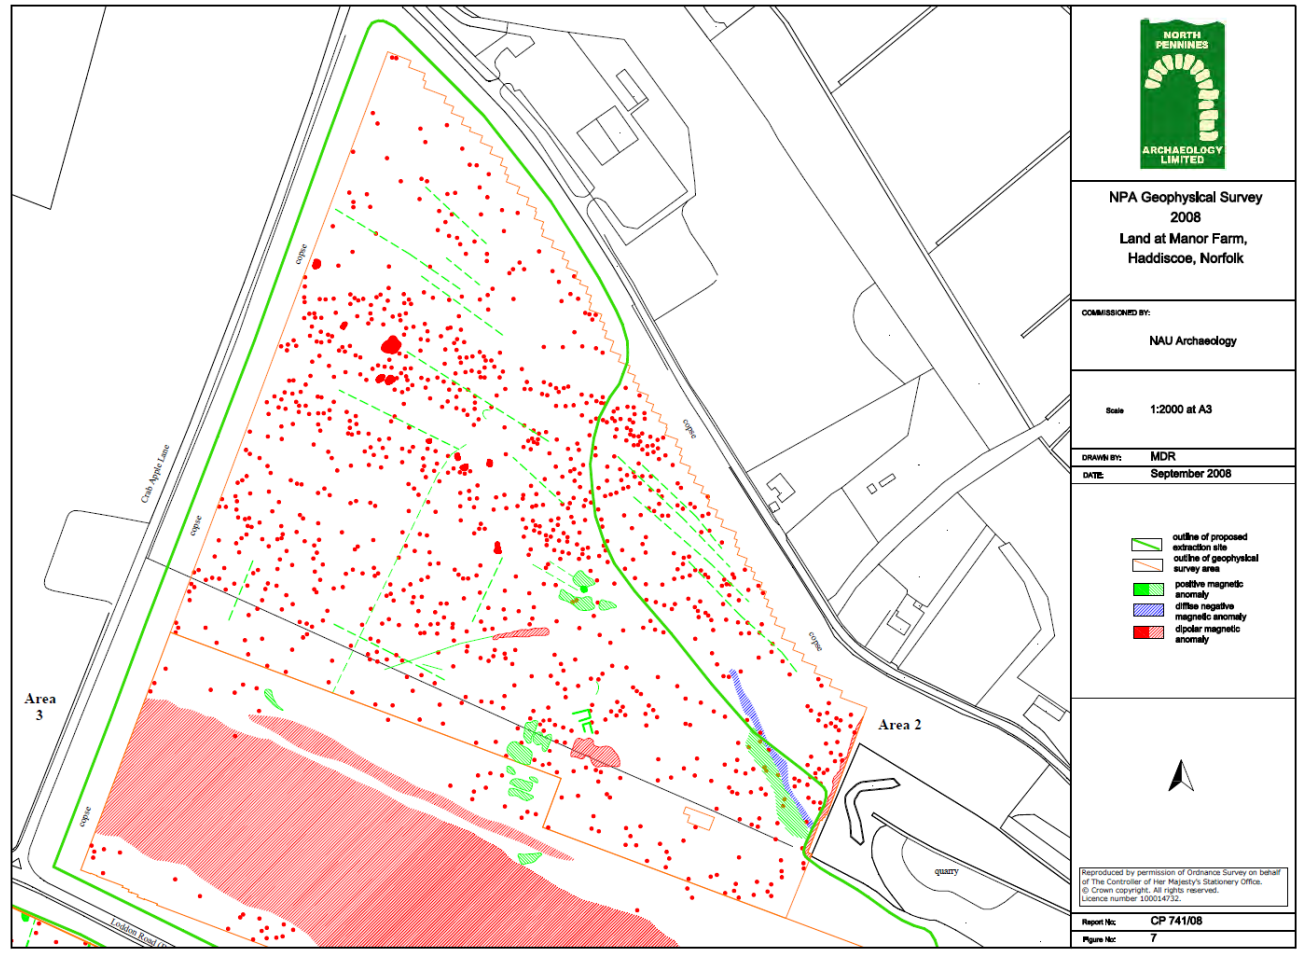 NORTH
PENNINES
ARCHAEOLOGY
LIMITED
NPA Geophysical Survey
2008
Land at Manor Farm,
Haddiscoe, Norfolk
COMMISSIONED BY:
NAU Archaeology
Scale 1:2000 at A3
DRAWN BY: MDR
DATE: September 2008
outline of proposed
extraction site
outline of geophysical
survey area
positive magnetic
anomaly
diffise negative
magnetic anomaly
dipolar magnetic
anomaly
Reproduced by permission of Ordnance Survey on behalf
of The Controller of Her Majesty's Stationery Office.
© Crown copyright. All rights reserved.
Licence number 100014732.
Report No: CP 741/08
Figure No: 7
copse
copse
Crab Apple Lane
copse
copse
Area
3
Area 2
copse
quarry
Loddon Road